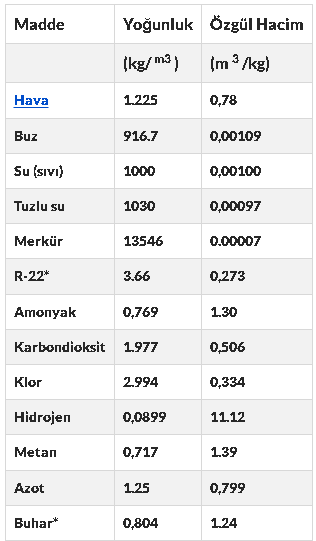 Madde Yoğunluk Özgül Hacim
(kg/ m3 ) (m 3 /kg)
Hava 1.225 0,78
Buz 916.7 0,00109
Su (sıvı) 1000 0,00100
Tuzlu su 1030 0,00097
Merkür 13546 0.00007
R-22* 3.66 0,273
Amonyak 0,769 1.30
Karbondioksit 1.977 0,506
Klor 2.994 0,334
Hidrojen 0,0899 11.12
Metan 0,717 1.39
Azot 1.25 0,799
Buhar* 0,804 1.24